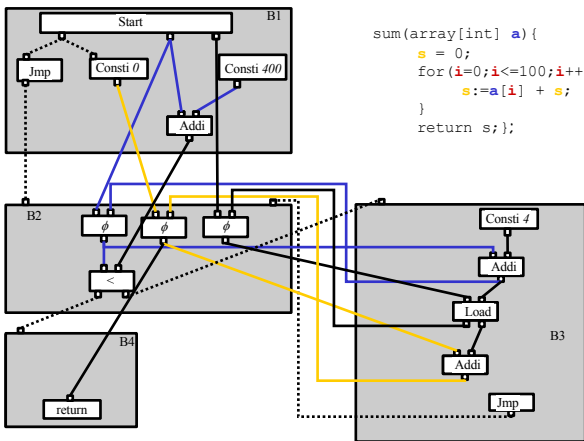 B1
Start
Jmp
Consti 0
Consti 400
Addi
sum(array[int] a){
s = 0;
for(i=0;i<=100;i++
s:=a[i] + s;
}
return s;};
B2
ϕ
ϕ
ϕ
<
B4
return
B3
Consti 4
Addi
Load
Addi
Jmp